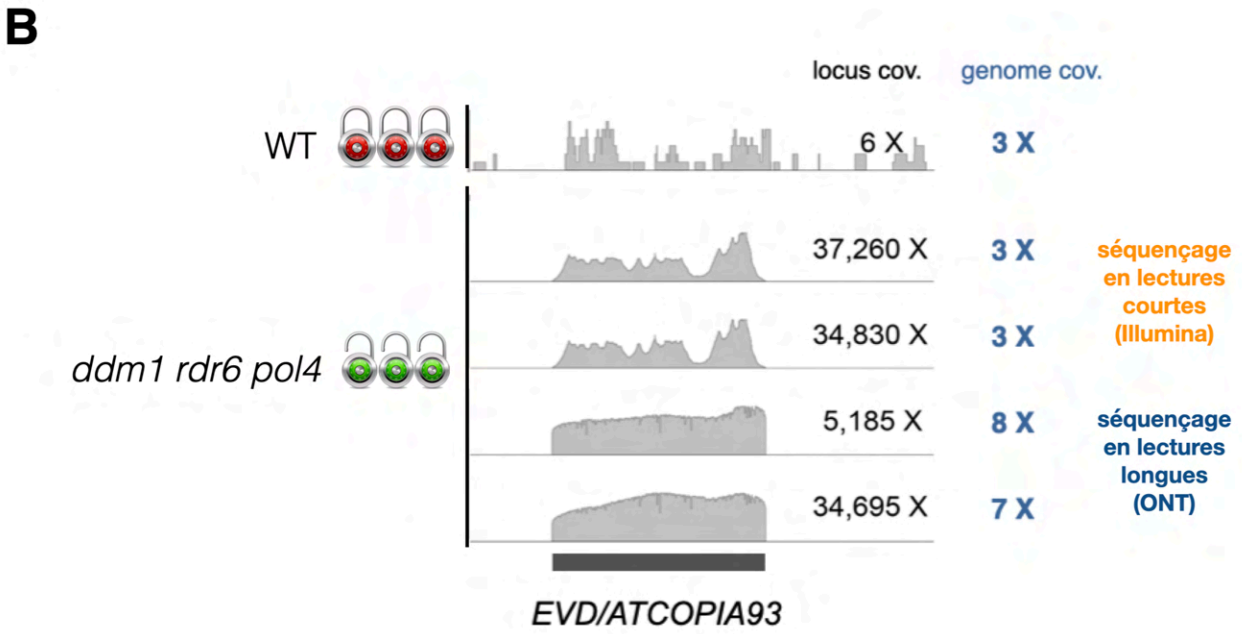 B
locus cov. genome cov.
WT 6 X 3 X
37,260 X 3 X
séquençage
en lectures
courtes
(Illumina)
34,830 X 3 X
ddm1 rdr6 pol4
5,185 X 8 X
séquençage
en lectures
longues
(ONT)
34,695 X 7 X
EVD/ATCOPIA93